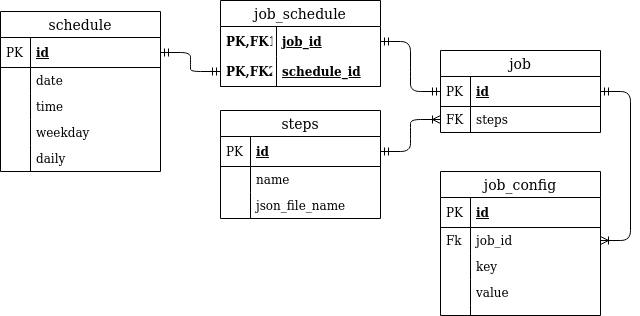 schedule
PK id
date
time
weekday
daily
job_schedule
PK,FK1 job_id
PK,FK2 schedule_id
steps
PK id
name
json_file_name
job
PK id
FK steps
job_config
PK id
Fk job_id
key
value